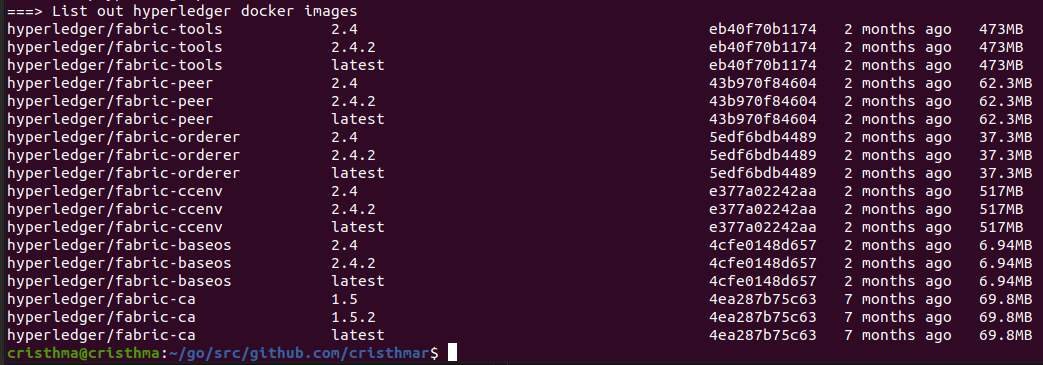 ===> List out hyperledger docker images
hyperledger/fabric-tools 2.4 eb40f70b1174 2 months ago 473MB
hyperledger/fabric-tools 2.4.2 eb40f70b1174 2 months ago 473MB
hyperledger/fabric-tools latest eb40f70b1174 2 months ago 473MB
hyperledger/fabric-peer 2.4 43b970f84604 2 months ago 62.3MB
hyperledger/fabric-peer 2.4.2 43b970f84604 2 months ago 62.3MB
hyperledger/fabric-peer latest 43b970f84604 2 months ago 62.3MB
hyperledger/fabric-orderer 2.4 5edf6bdb4489 2 months ago 37.3MB
hyperledger/fabric-orderer 2.4.2 5edf6bdb4489 2 months ago 37.3MB
hyperledger/fabric-orderer latest 5edf6bdb4489 2 months ago 37.3MB
hyperledger/fabric-ccenv 2.4 e377a02242aa 2 months ago 517MB
hyperledger/fabric-ccenv 2.4.2 e377a02242aa 2 months ago 517MB
hyperledger/fabric-ccenv latest e377a02242aa 2 months ago 517MB
hyperledger/fabric-baseos 2.4 4cfe0148d657 2 months ago 6.94MB
hyperledger/fabric-baseos 2.4.2 4cfe0148d657 2 months ago 6.94MB
hyperledger/fabric-baseos latest 4cfe0148d657 2 months ago 6.94MB
hyperledger/fabric-ca 1.5 4ea287b75c63 7 months ago 69.8MB
hyperledger/fabric-ca 1.5.2 4ea287b75c63 7 months ago 69.8MB
hyperledger/fabric-ca latest 4ea287b75c63 7 months ago 69.8MB
cristhma@cristhma:~/go/src/github.com/cristhmar$